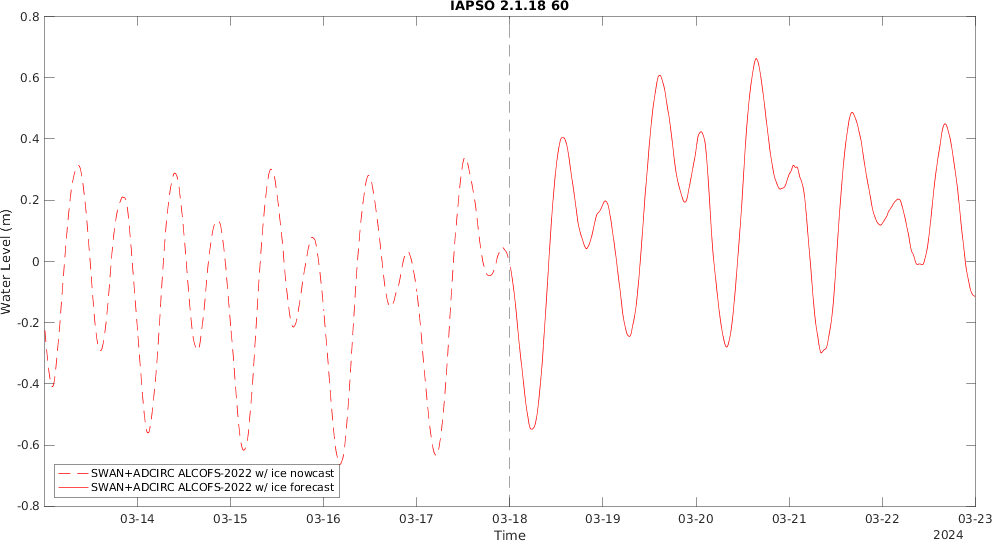 IAPSO 2.1.18 60
0.8
0.6
0.4
0.2
0
-0.2
-0.4
-0.6
-0.8
Water Level (m)
SWAN+ADCIRC ALCOFS-2022 w/ ice nowcast
SWAN+ADCIRC ALCOFS-2022 w/ ice forecast
03-14 03-15 03-16 03-17 03-18 03-19 03-20 03-21 03-22 03-23
Time
2024